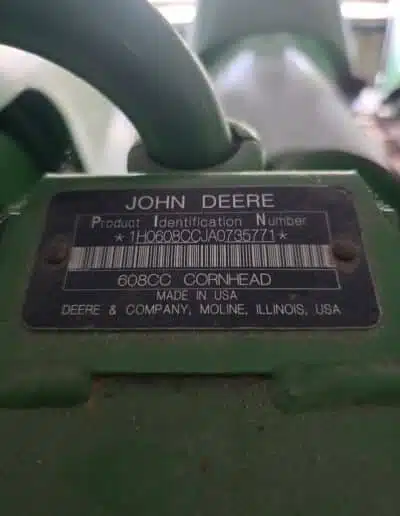 JOHN DEERE
Product Identification Number
*1H0608CCJA0735771*
608CC CORNHEAD
MADE IN USA
DEERE & COMPANY, MOLINE, ILLINOIS, USA